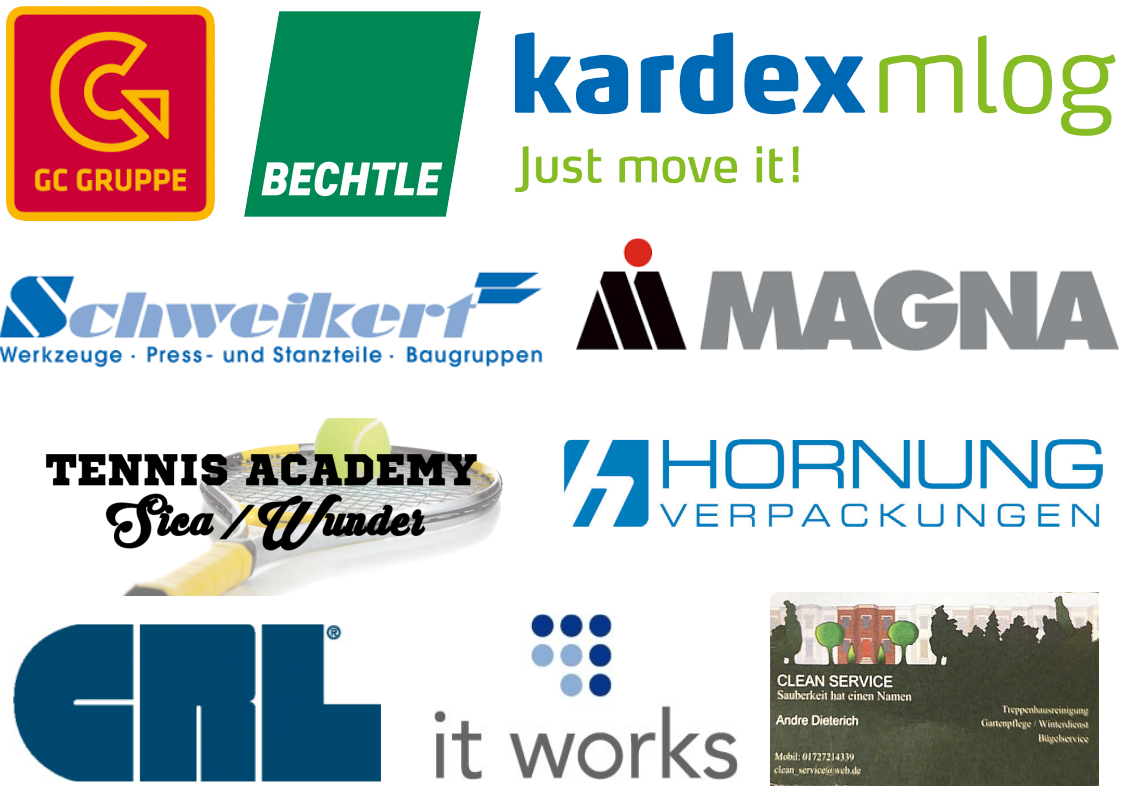 GC GRUPPE
BECHTLE
kardex mlog
Just move it!
Schweikert
Werkzeuge · Press- und Stanzteile · Baugruppen
MAGNA
TENNIS ACADEMY
Sica / Wunder
HORNUNG
VERPACKUNGEN
CRL®
it works
CLEAN SERVICE
Sauberkeit hat einen Namen
Andre Dieterich
Treppenhausreinigung
Gartenpflege / Winterdienst
Bügelservice
Mobil: 01727214339
clean_service@web.de